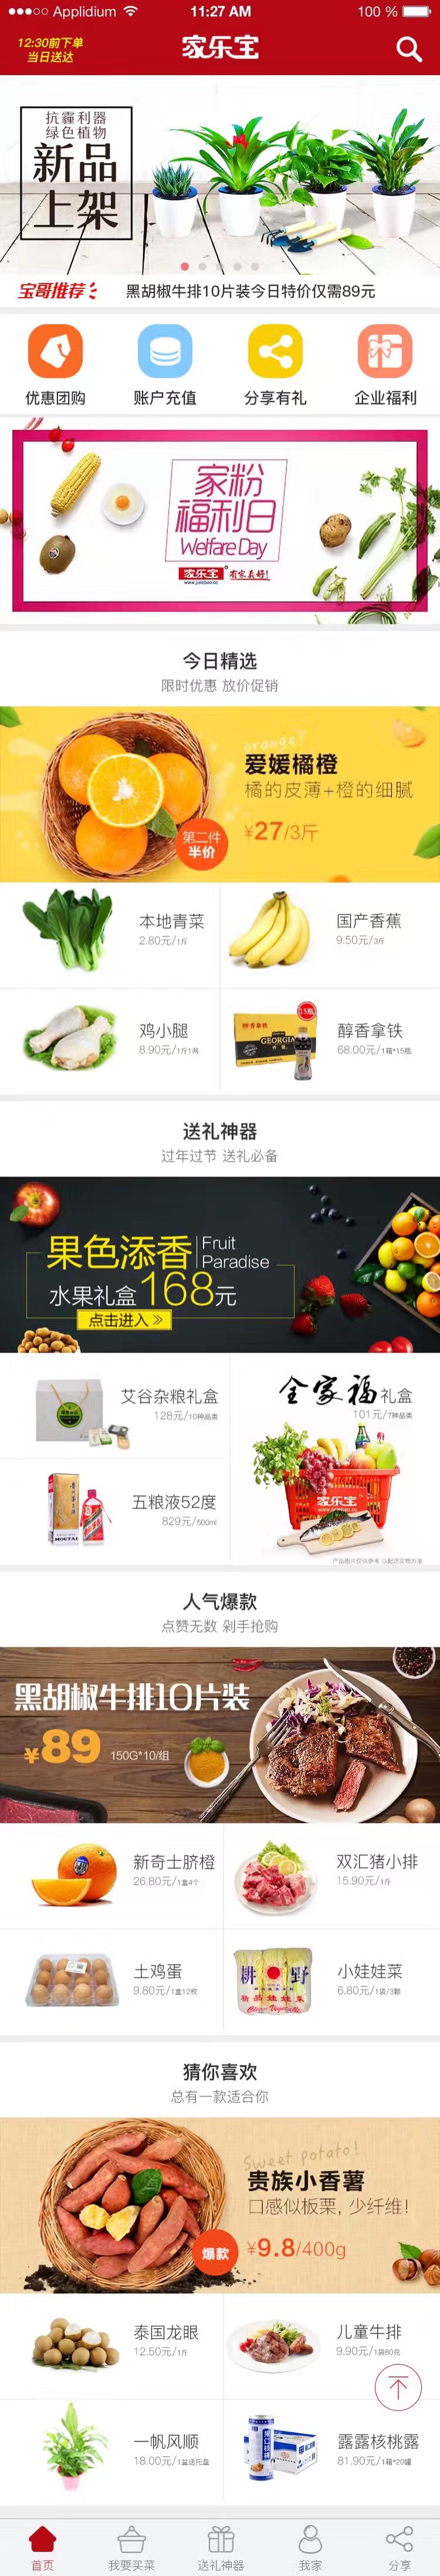 Applidium
11:27 AM
100 %
12:30前下单
当日送达
家乐宝
抗霾利器
绿色植物
新品
上架
宝哥推荐
黑胡椒牛排10片装今日特价仅需89元
优惠团购
账户充值
分享有礼
企业福利
家粉
福利日
Welfare Day
家乐宝 有家真好!
今日精选
限时优惠 放价促销
orange?
爱媛橘橙
橘的皮薄+橙的细腻
¥27/3斤
第二件
半价
本地青菜
2.80元/1斤
国产香蕉
9.50元/3斤
鸡小腿
8.90元/1斤1两
15瓶
GEORGIA
醇香拿铁
68.00元/1箱*15瓶
送礼神器
过年过节 送礼必备
果色添香
Fruit
Paradise
水果礼盒168元
点击进入
艾谷杂粮礼盒
128元/10种品类
全家福礼盒
101元/7种品类
家乐宝
MOUTAI
五粮液52度
829元/500ml
产品图片仅供参考 以配送实物为准
人气爆款
点赞无数 剁手抢购
黑胡椒牛排10片装
¥89
150G*10/组
新奇士脐橙
26.80元/1盒4个
双汇猪小排
15.90元/1斤
土鸡蛋
9.80元/1盒12枚
耕野
精品娃娃菜
小娃娃菜
6.80元/1袋/3颗
猜你喜欢
总有一款适合你
Sweet potato!
贵族小香薯
口感似板栗，少纤维!
爆款
¥9.8/400g
泰国龙眼
12.50元/1斤
儿童牛排
9.90元/1袋80克
一帆风顺
18.00元/1盆送托盘
露露核桃露
81.90元/1箱*20罐
首页
我要买菜
送礼神器
我家
分享